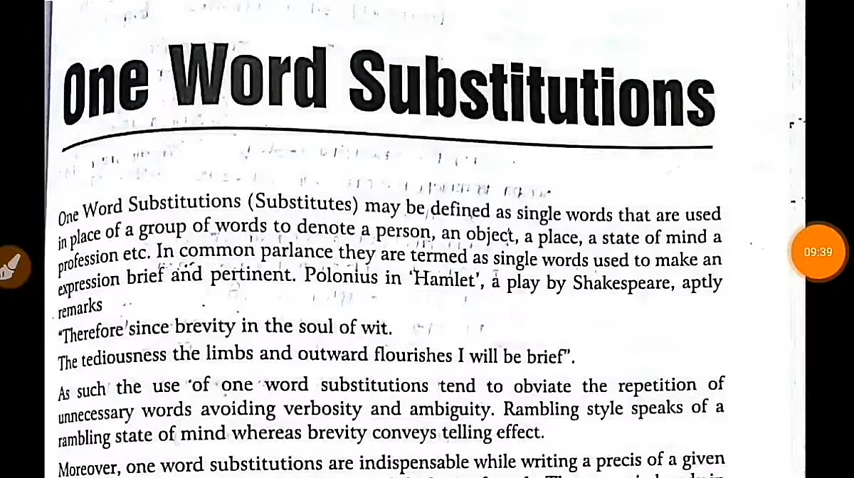 One Word Substitutions
One Word Substitutions (Substitutes) may be defined as single words that are used
in place of a group of words to denote a person, an object, a place, a state of mind a
profession etc. In common parlance they are termed as single words used to make an
expression brief and pertinent. Polonius in 'Hamlet', a play by Shakespeare, aptly
remarks
"Therefore since brevity in the soul of wit.
The tediousness the limbs and outward flourishes I will be brief".
As such the use of one word substitutions tend to obviate the repetition of
unnecessary words avoiding verbosity and ambiguity. Rambling style speaks of a
rambling state of mind whereas brevity conveys telling effect.
Moreover, one word substitutions are indispensable while writing a precis of a given
09:39